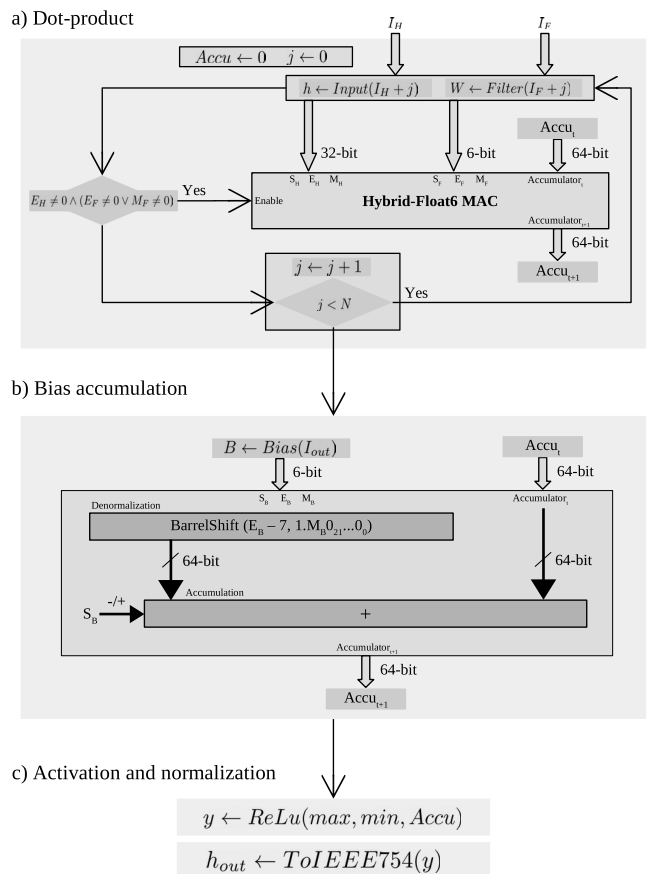 a) Dot-product
I_H I_F
Accu ← 0 j ← 0
h ← Input(I_H + j) W ← Filter(I_F + j)
Accu_t
32-bit 6-bit 64-bit
S_H E_H M_H S_F E_F M_F Accumulator_t
E_H ≠ 0 ∧ (E_F ≠ 0 ∨ M_F ≠ 0) Yes Enable Hybrid-Float6 MAC
Accumulator_t+1
64-bit
j ← j + 1 Accu_t+1
j < N Yes
b) Bias accumulation
B ← Bias(I_out) Accu_t
6-bit 64-bit
S_B E_B M_B Accumulator_t
Denormalization
BarrelShift (E_B – 7, 1.M_B0_21...0_0)
64-bit 64-bit
Accumulation
-/+
S_B +
Accumulator_t+1
64-bit
Accu_t+1
c) Activation and normalization
y ← ReLu(max, min, Accu)
h_out ← ToIEEE754(y)